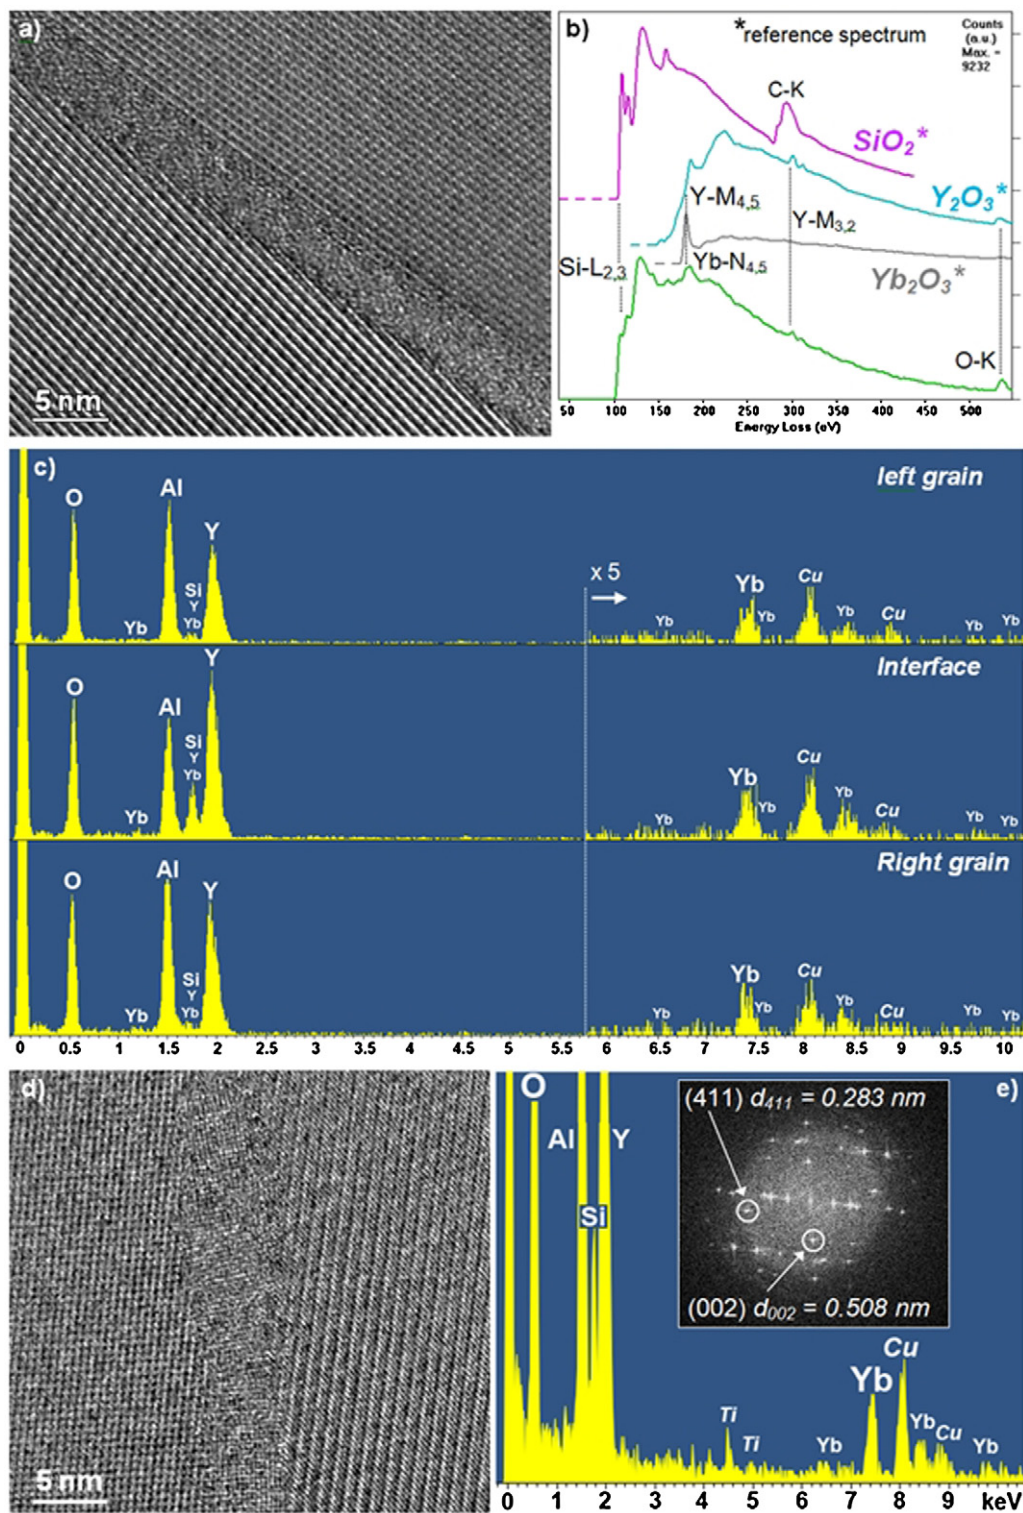 a)
5 nm
b)
*reference spectrum
Counts
(a.u.)
Max. =
9232
C-K
SiO2*
Y2O3*
Y-M4,5
Y-M3,2
Si-L2,3
Yb-N4,5
Yb2O3*
O-K
50 100 150 200 250 300 350 400 450 500
Energy Loss (eV)
c)
left grain
O
Al
Y
Si
Y
Yb
Yb
x 5
Yb
Yb
Yb
Cu
Yb
Cu
Yb
Yb
Interface
O
Al
Y
Si
Y
Yb
Yb
Yb
Yb
Yb
Cu
Yb
Cu
Yb
Yb
Right grain
O
Al
Y
Si
Y
Yb
Yb
Yb
Yb
Yb
Cu
Yb
Cu
Yb
Yb
0 0.5 1 1.5 2 2.5 3 3.5 4 4.5 5 5.5 6 6.5 7 7.5 8 8.5 9 9.5 10
d)
5 nm
e)
O
Al
Y
Si
(411) d411 = 0.283 nm
(002) d002 = 0.508 nm
Ti
Ti
Yb
Yb
Cu
Yb
Cu
Yb
0 1 2 3 4 5 6 7 8 9 keV